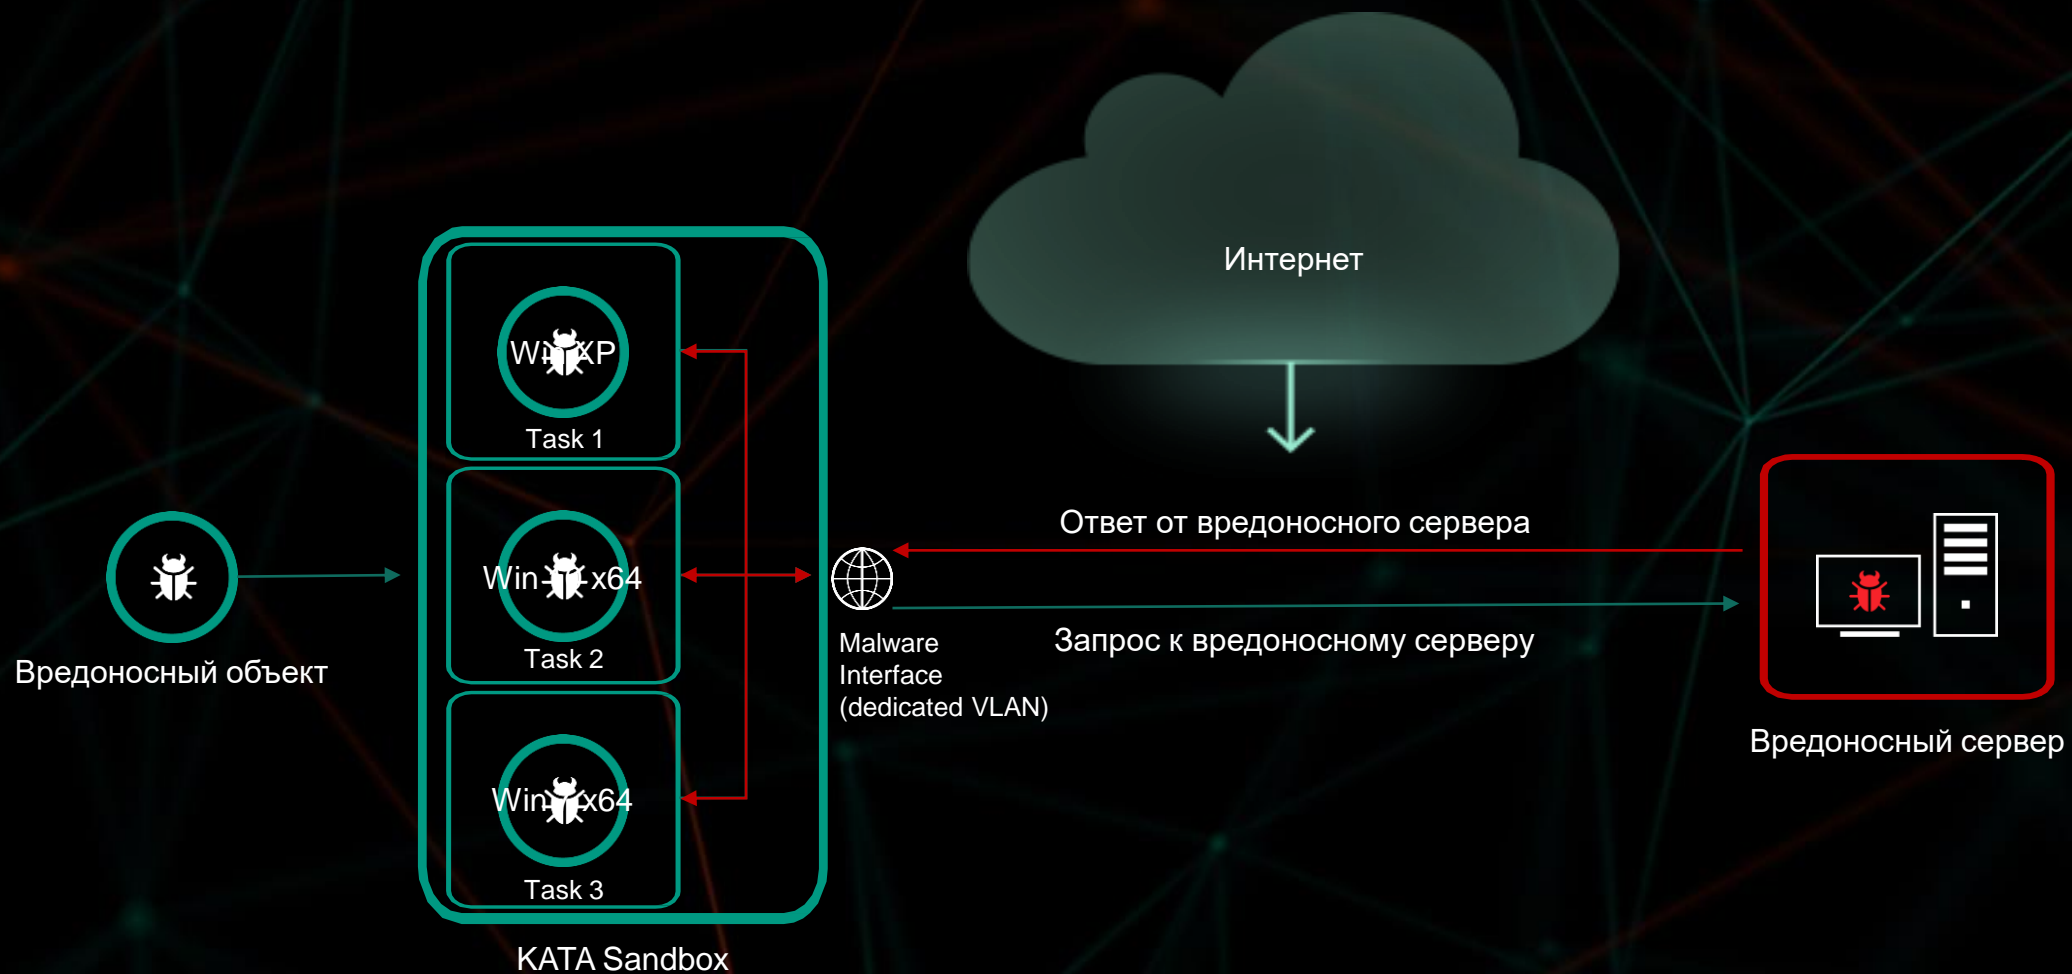 Интернет
Win XP
Task 1
Ответ от вредоносного сервера
Win x64
Task 2
Вредоносный объект
Malware
Interface
(dedicated VLAN)
Запрос к вредоносному серверу
Вредоносный сервер
Win x64
Task 3
KATA Sandbox